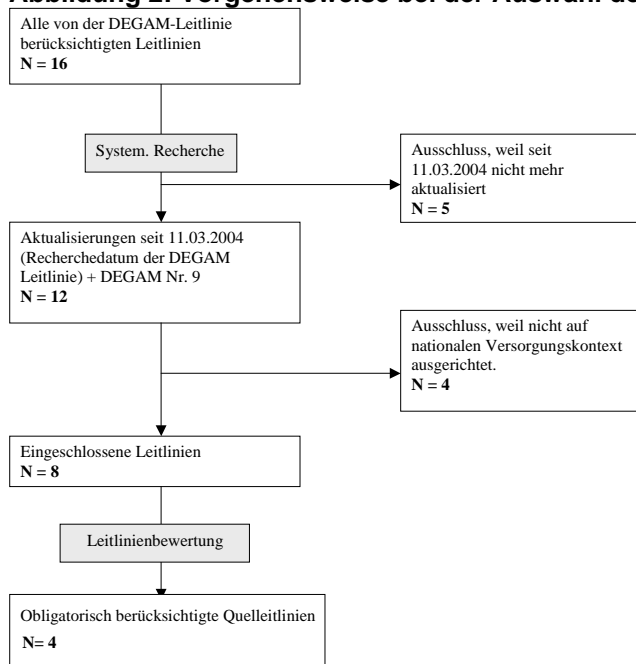 Alle von der DEGAM-Leitlinie
berücksichtigten Leitlinien
N = 16
System. Recherche
Ausschluss, weil seit
11.03.2004 nicht mehr
aktualisiert
N = 5
Aktualisierungen seit 11.03.2004
(Recherchedatum der DEGAM
Leitlinie) + DEGAM Nr. 9
N = 12
Ausschluss, weil nicht auf
nationalen Versorgungskontext
ausgerichtet.
N = 4
Eingeschlossene Leitlinien
N = 8
Leitlinienbewertung
Obligatorisch berücksichtigte Quelleitlinien
N= 4